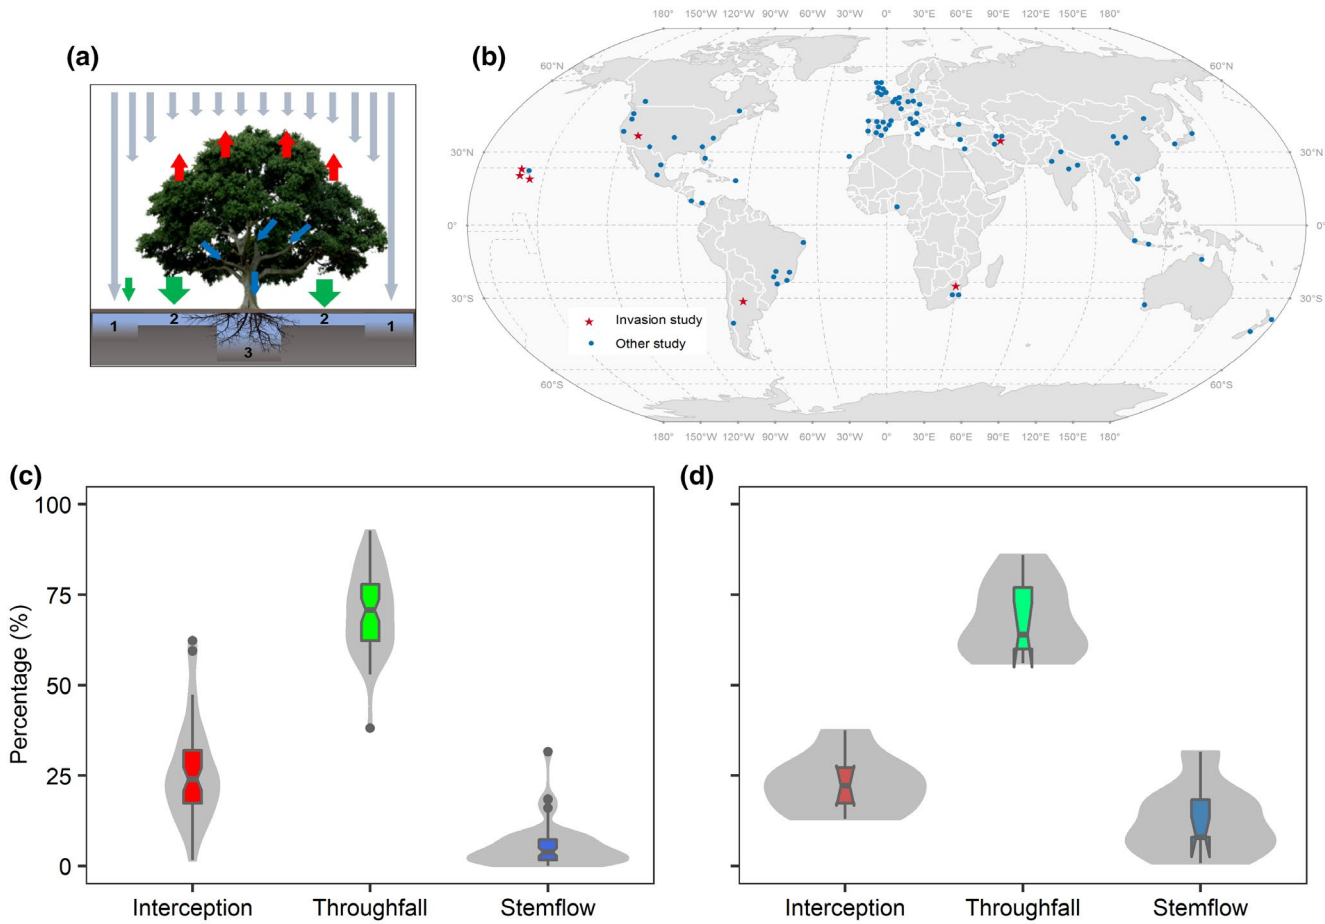 (a)
1
2
2
1
3
(b)
180° 150°W 120°W 90°W 60°W 30°W 0° 30°E 60°E 90°E 120°E 150°E 180°
60°N 60°N
30°N 30°N
0° 0°
30°S 30°S
60°S 60°S
Invasion study
Other study
180° 150°W 120°W 90°W 60°W 30°W 0° 30°E 60°E 90°E 120°E 150°E 180°
(c)
Percentage (%)
100
75
50
25
0
Interception Throughfall Stemflow
(d)
Interception Throughfall Stemflow